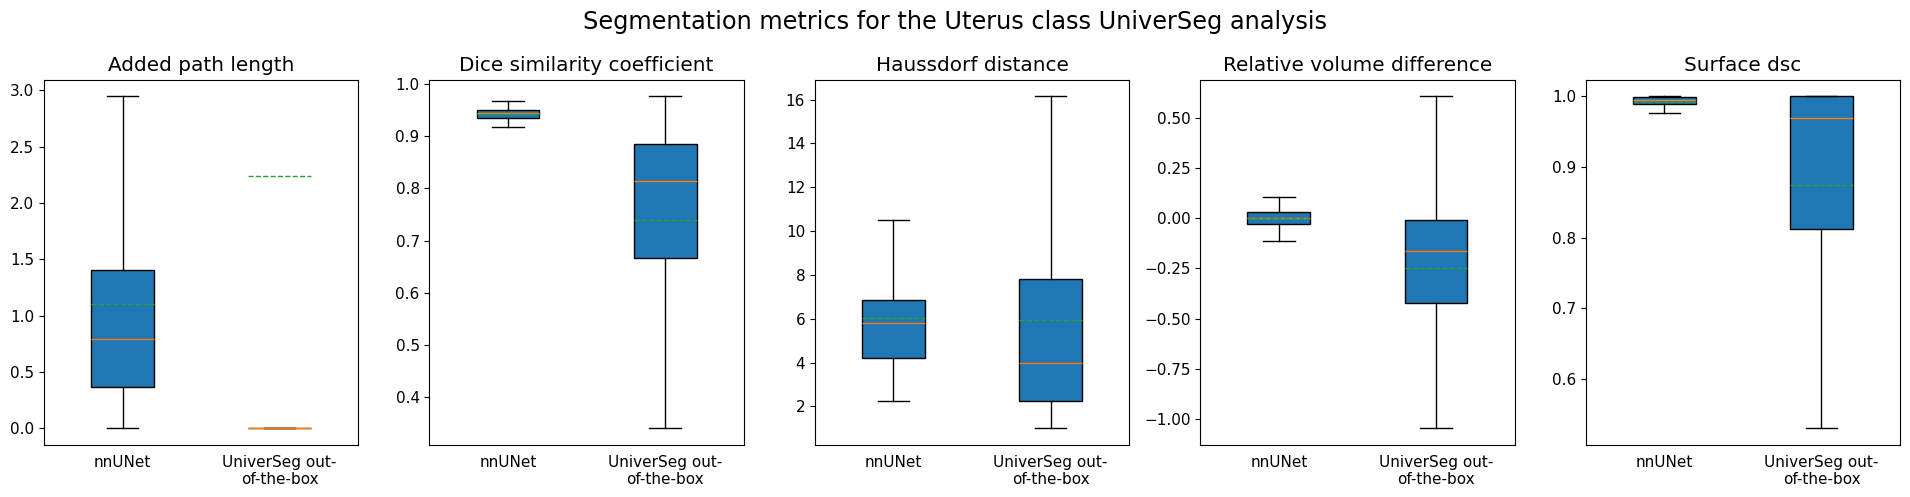 Segmentation metrics for the Uterus class UniverSeg analysis
Added path length
3.0
2.5
2.0
1.5
1.0
0.5
0.0
nnUNet
UniverSeg out-
of-the-box
Dice similarity coefficient
1.0
0.9
0.8
0.7
0.6
0.5
0.4
nnUNet
UniverSeg out-
of-the-box
Haussdorf distance
16
14
12
10
8
6
4
2
nnUNet
UniverSeg out-
of-the-box
Relative volume difference
0.50
0.25
0.00
−0.25
−0.50
−0.75
−1.00
nnUNet
UniverSeg out-
of-the-box
Surface dsc
1.0
0.9
0.8
0.7
0.6
nnUNet
UniverSeg out-
of-the-box